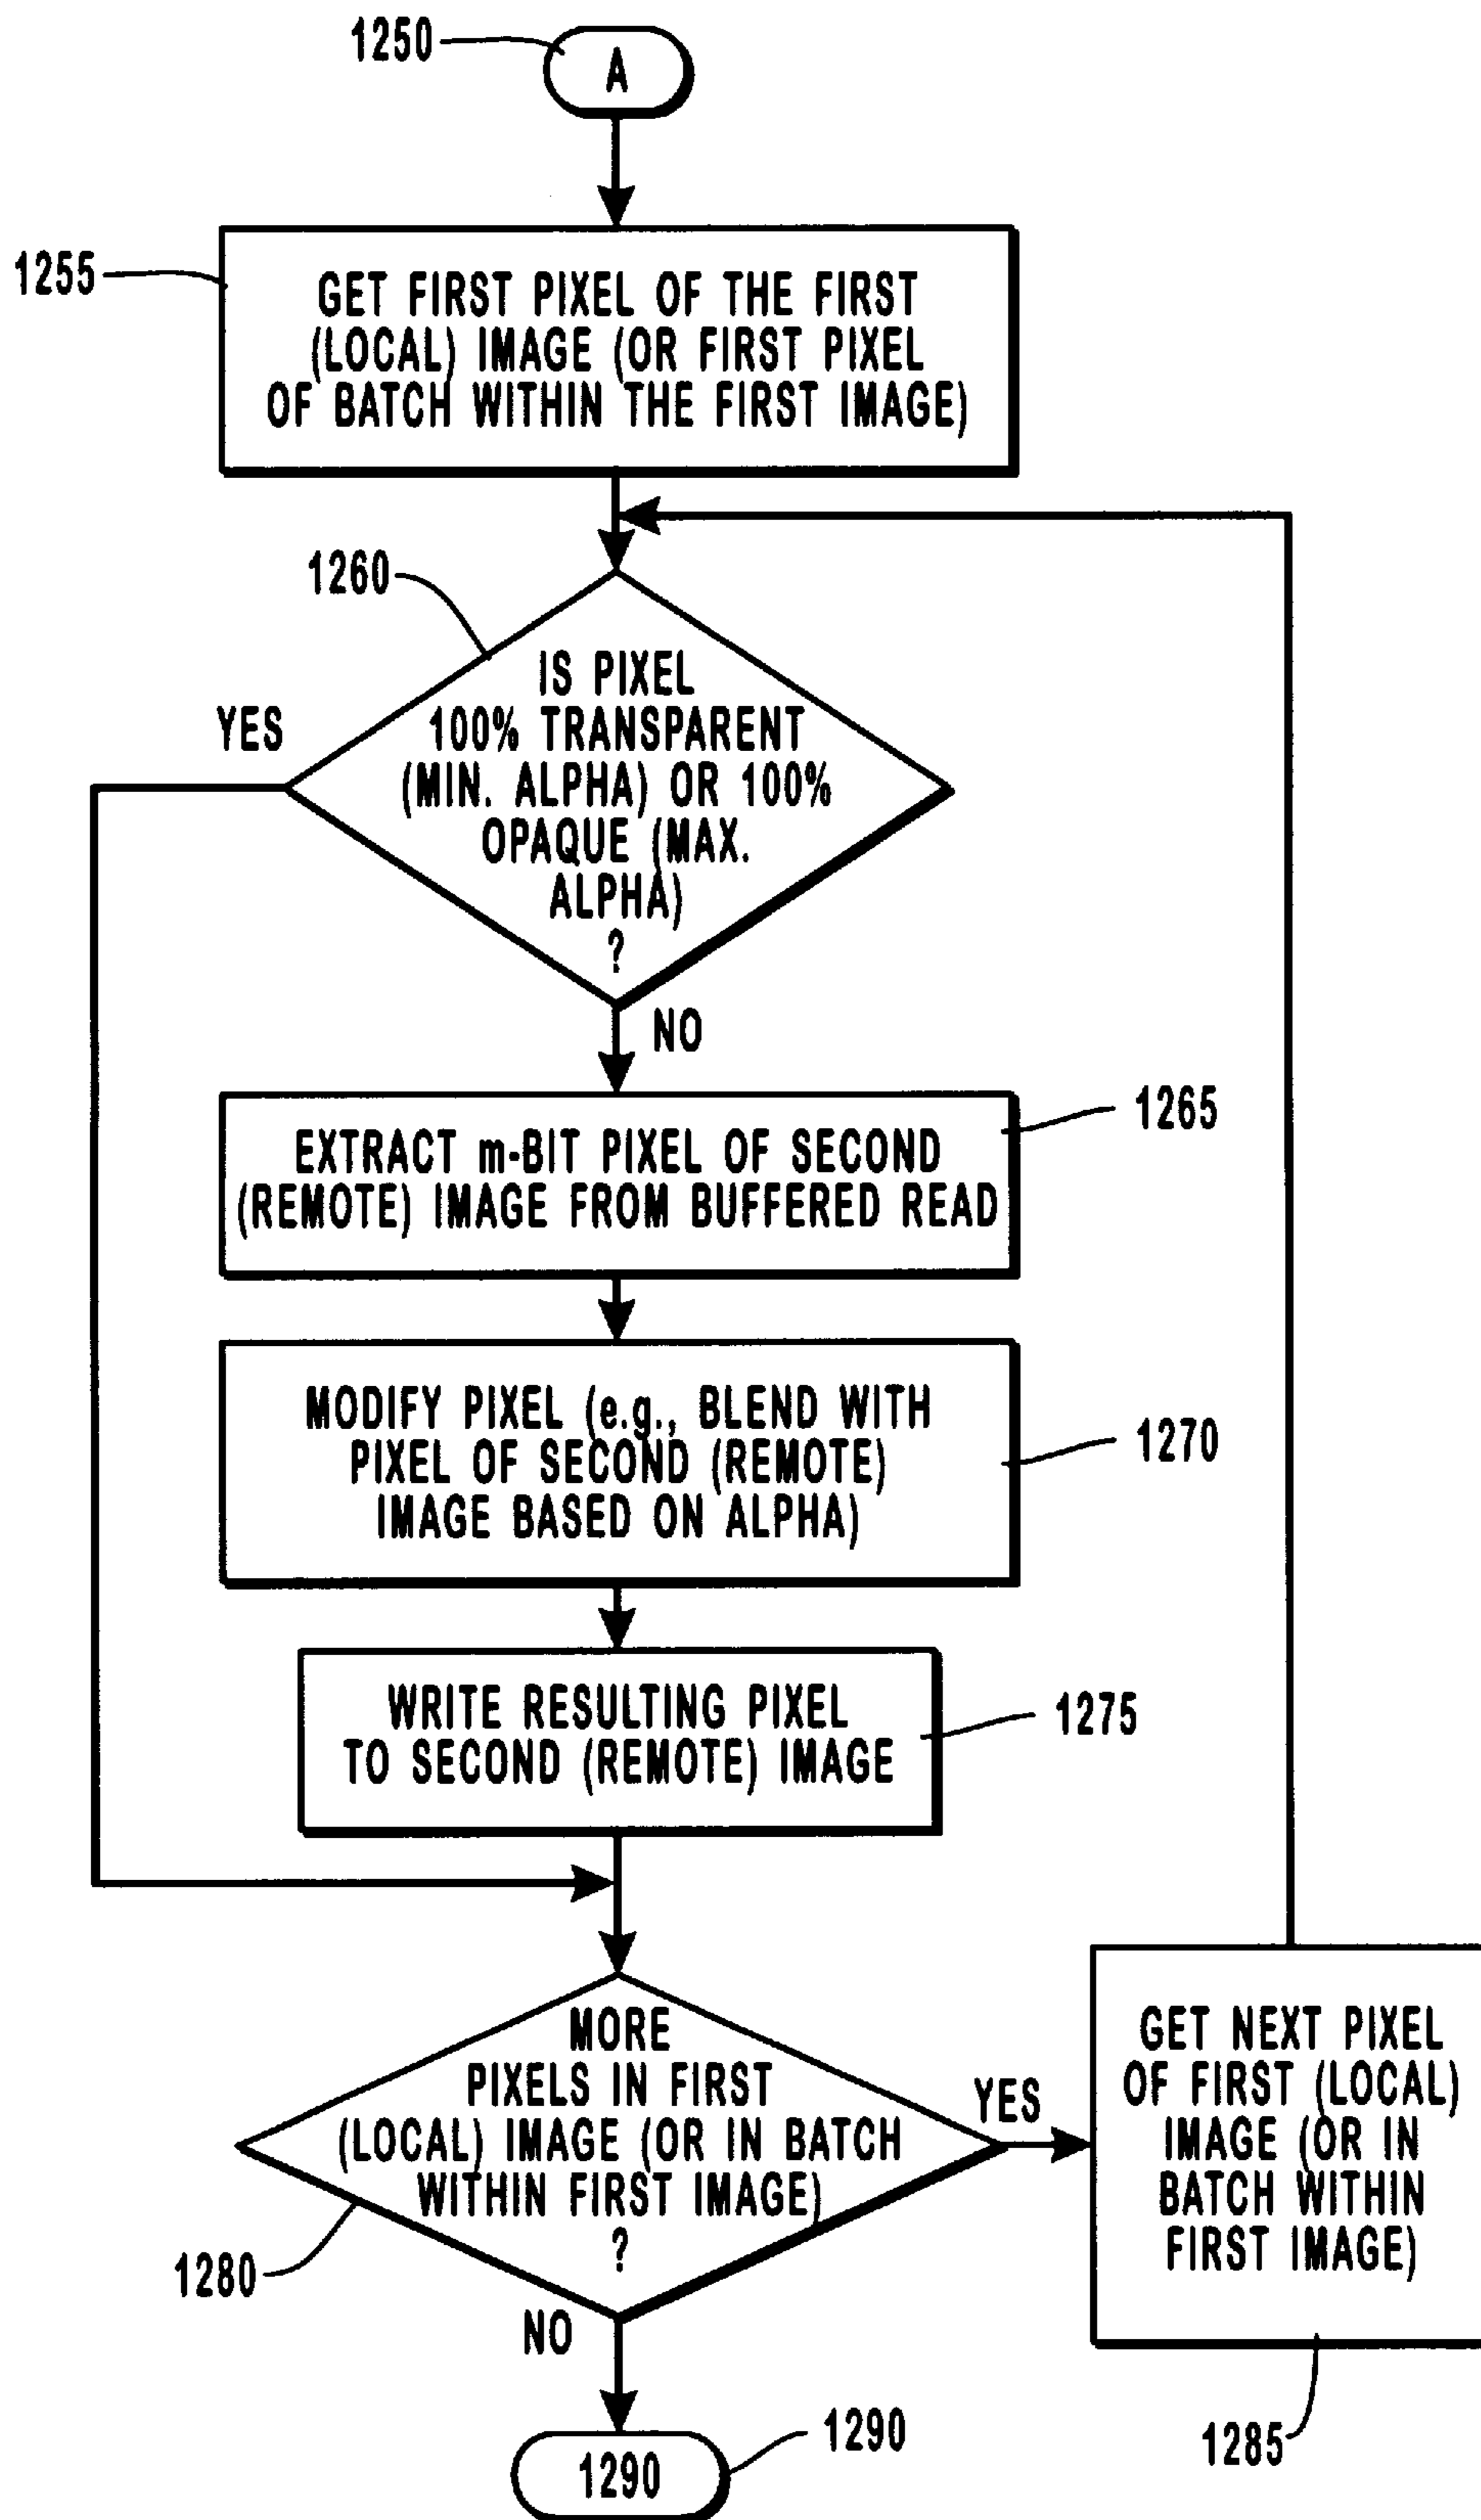 1250
A
1255
GET FIRST PIXEL OF THE FIRST
(LOCAL) IMAGE (OR FIRST PIXEL
OF BATCH WITHIN THE FIRST IMAGE)
1260
IS PIXEL
100% TRANSPARENT
(MIN. ALPHA) OR 100%
OPAQUE (MAX.
ALPHA)
?
YES
NO
1265
EXTRACT m-BIT PIXEL OF SECOND
(REMOTE) IMAGE FROM BUFFERED READ
MODIFY PIXEL (e.g., BLEND WITH
PIXEL OF SECOND (REMOTE)
IMAGE BASED ON ALPHA)
1270
WRITE RESULTING PIXEL
TO SECOND (REMOTE) IMAGE
1275
MORE
PIXELS IN FIRST
(LOCAL) IMAGE (OR IN BATCH
WITHIN FIRST IMAGE)
?
1280
YES
GET NEXT PIXEL
OF FIRST (LOCAL)
IMAGE (OR IN
BATCH WITHIN
FIRST IMAGE)
1285
NO
1290
1290